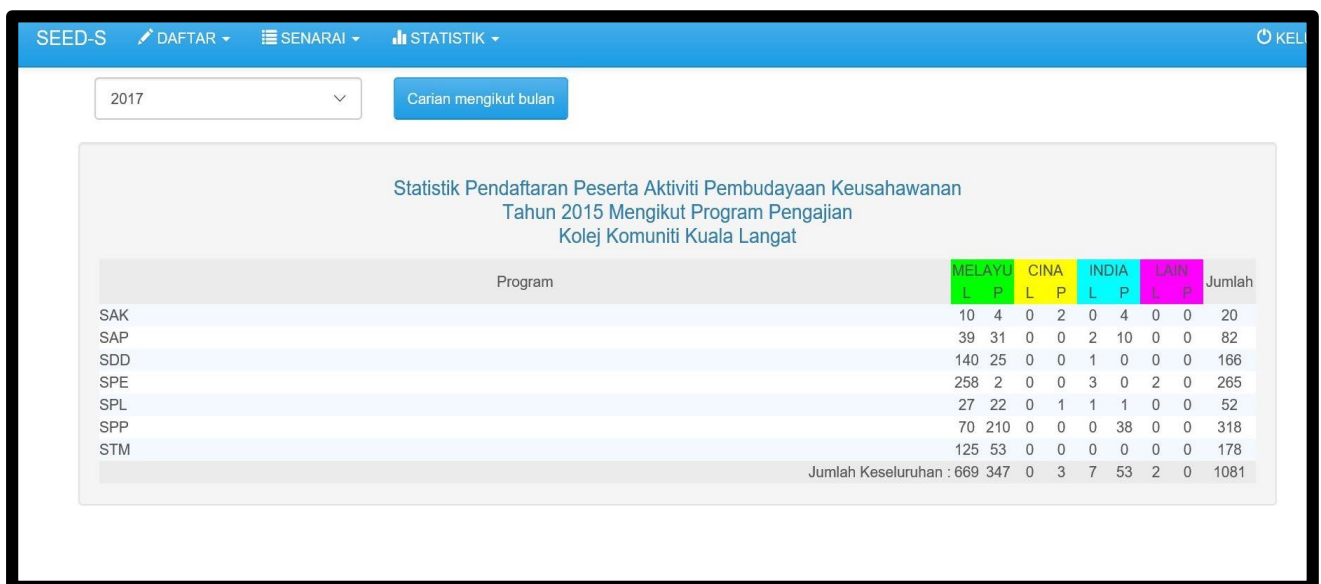 SEED-S DAFTAR SENARAI STATISTIK KELU
2017 Carian mengikut bulan
Statistik Pendaftaran Peserta Aktiviti Pembudayaan Keusahawanan
Tahun 2015 Mengikut Program Pengajian
Kolej Komuniti Kuala Langat
Program MELAYU CINA INDIA LAIN Jumlah
L P L P L P L P
SAK 10 4 0 2 0 4 0 0 20
SAP 39 31 0 0 2 10 0 0 82
SDD 140 25 0 0 1 0 0 0 166
SPE 258 2 0 0 3 0 2 0 265
SPL 27 22 0 1 1 1 0 0 52
SPP 70 210 0 0 0 38 0 0 318
STM 125 53 0 0 0 0 0 0 178
Jumlah Keseluruhan : 669 347 0 3 7 53 2 0 1081